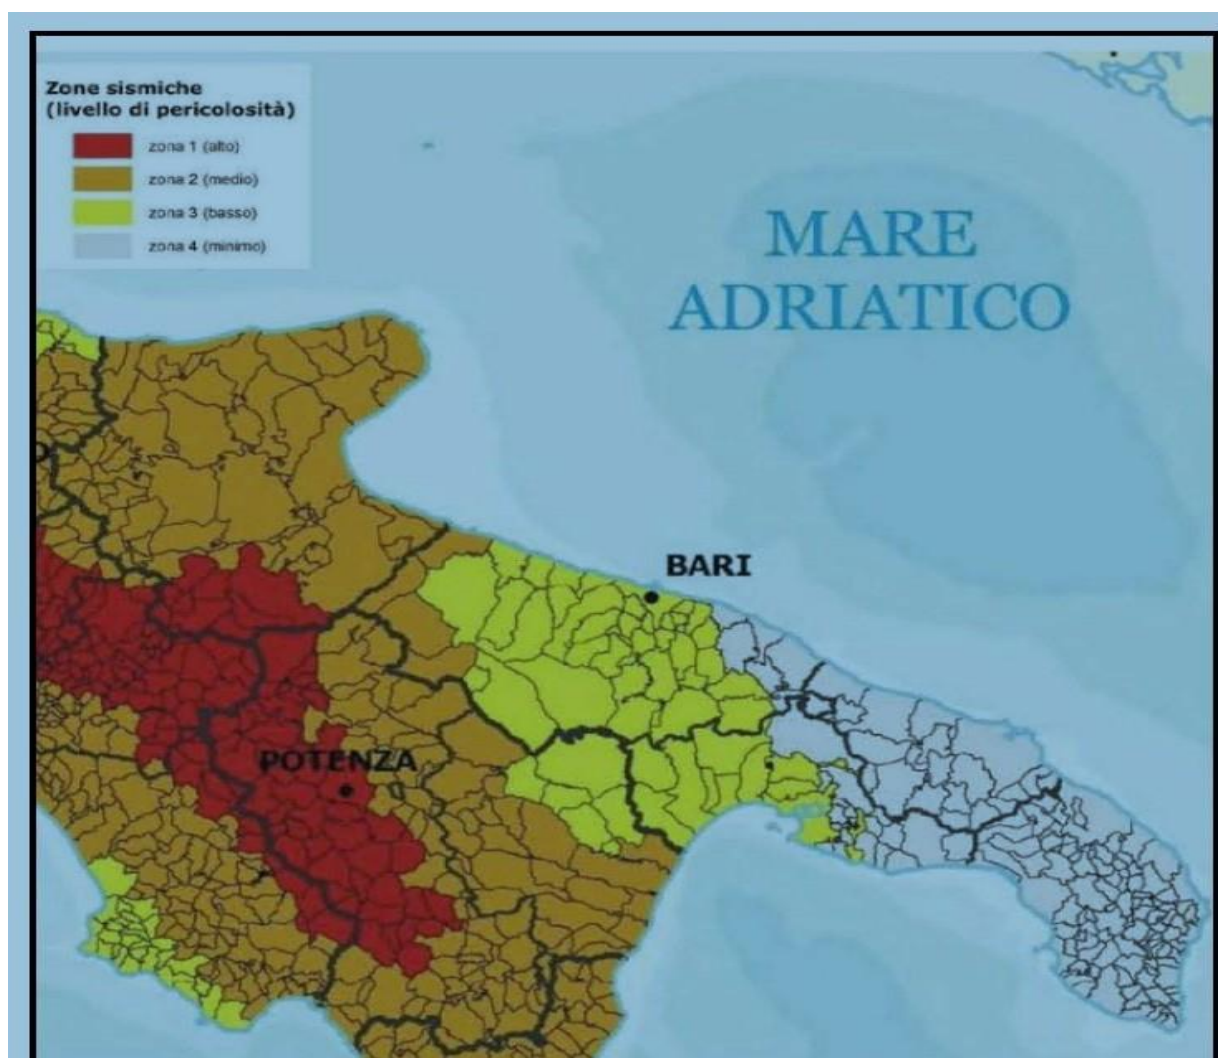 Zone sismiche
(livello di pericolosità)
zona 1 (alto)
zona 2 (medio)
zona 3 (basso)
zona 4 (minimo)
MARE
ADRIATICO
BARI
POTENZA